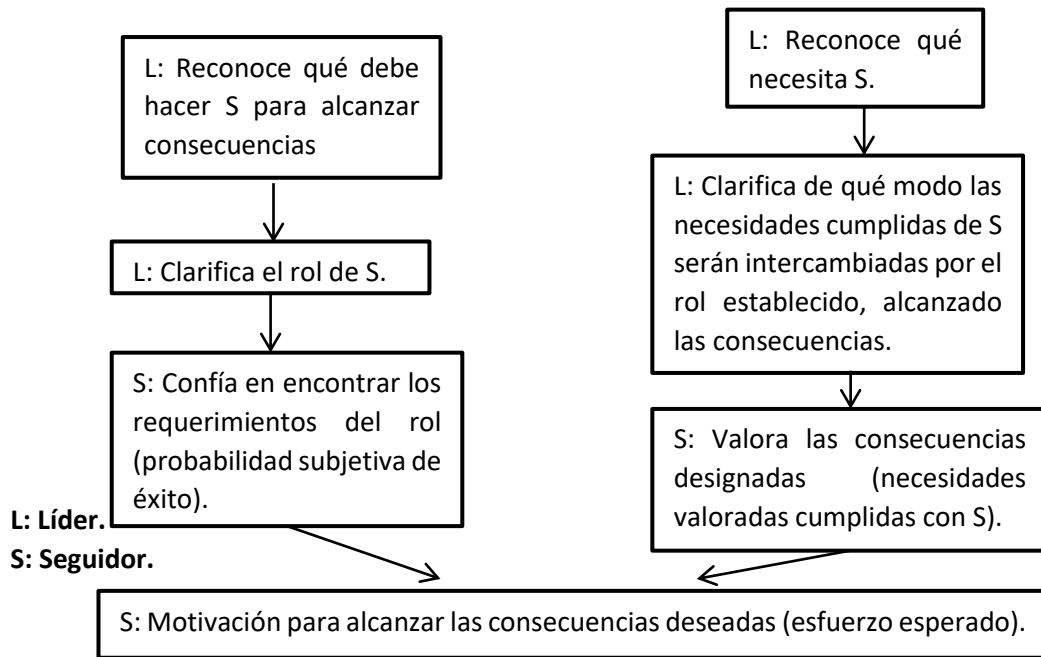 L: Reconoce qué debe
hacer S para alcanzar
consecuencias
L: Clarifica el rol de S.
S: Confía en encontrar los
requerimientos del rol
(probabilidad subjetiva de
éxito).
L: Reconoce qué
necesita S.
L: Clarifica de qué modo las
necesidades cumplidas de S
serán intercambiadas por el
rol establecido, alcanzado
las consecuencias.
S: Valora las consecuencias
designadas (necesidades
valoradas cumplidas con S).
L: Líder.
S: Seguidor.
S: Motivación para alcanzar las consecuencias deseadas (esfuerzo esperado).